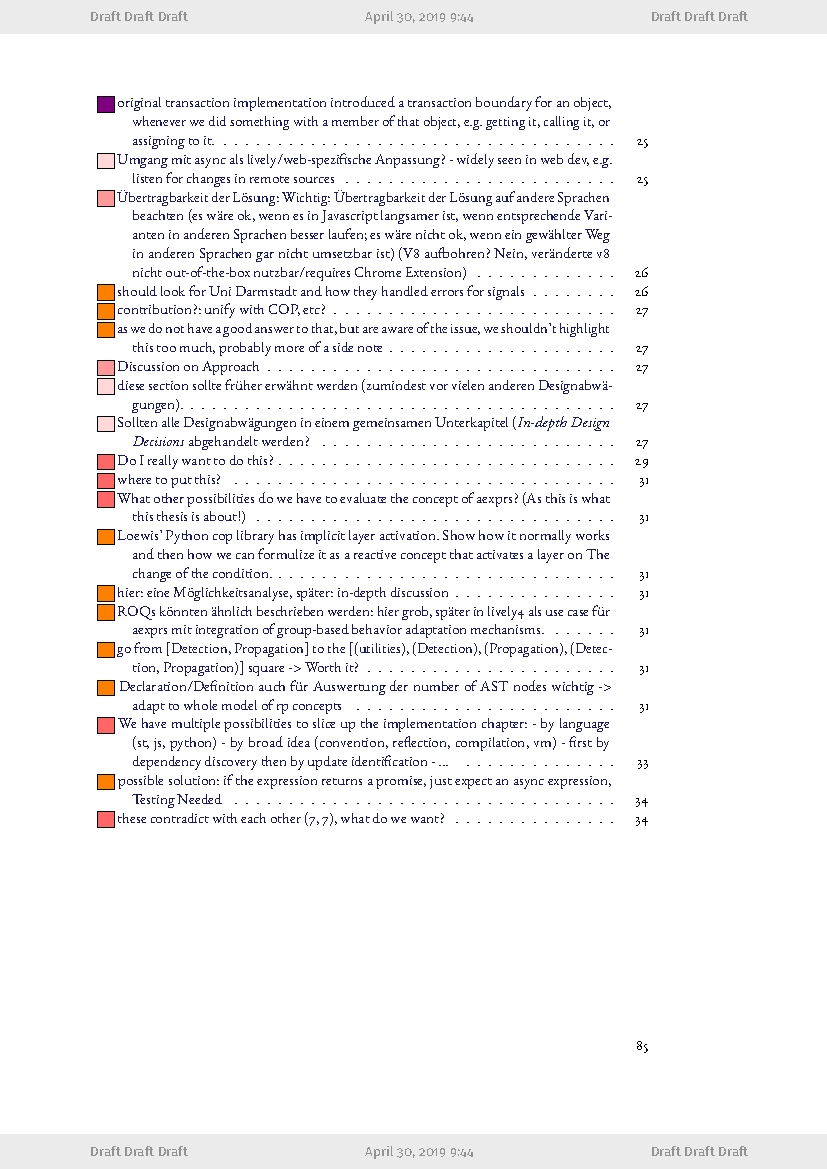 Draft Draft Draft April 30, 2019 9:44 Draft Draft Draft
original transaction implementation introduced a transaction boundary for an object,
whenever we did something with a member of that object, e.g. getting it, calling it, or
assigning to it. . . . . . . . . . . . . . . . . . . . . . . . . . . . . 25
Umgang mit async als lively/web-spezifische Anpassung? - widely seen in web dev, e.g.
listen for changes in remote sources . . . . . . . . . . . . . . . . . . . 25
Übertragbarkeit der Lösung: Wichtig: Übertragbarkeit der Lösung auf andere Sprachen
beachten (es wäre ok, wenn es in Javascript langsamer ist, wenn entsprechende Vari-
anten in anderen Sprachen besser laufen; es wäre nicht ok, wenn ein gewählter Weg
in anderen Sprachen gar nicht umsetzbar ist) (V8 aufbohren? Nein, veränderte v8
nicht out-of-the-box nutzbar/requires Chrome Extension) . . . . . . . . . . 26
should look for Uni Darmstadt and how they handled errors for signals . . . . . . . . 26
contribution?: unify with COP, etc? . . . . . . . . . . . . . . . . . . . . 27
as we do not have a good answer to that, but are aware of the issue, we shouldn't highlight
this too much, probably more of a side note . . . . . . . . . . . . . . . . 27
Discussion on Approach . . . . . . . . . . . . . . . . . . . . . . . . . 27
diese section sollte früher erwähnt werden (zumindest vor vielen anderen Designabwä-
gungen). . . . . . . . . . . . . . . . . . . . . . . . . . . . . . . 27
Sollten alle Designabwägungen in einem gemeinsamen Unterkapitel (In-depth Design
Decisions abgehandelt werden? . . . . . . . . . . . . . . . . . . . . . 27
Do I really want to do this? . . . . . . . . . . . . . . . . . . . . . . . . 29
where to put this? . . . . . . . . . . . . . . . . . . . . . . . . . . . 31
What other possibilities do we have to evaluate the concept of aexprs? (As this is what
this thesis is about!) . . . . . . . . . . . . . . . . . . . . . . . . . 31
Loewis' Python cop library has implicit layer activation. Show how it normally works
and then how we can formulize it as a reactive concept that activates a layer on The
change of the condition. . . . . . . . . . . . . . . . . . . . . . . . . 31
hier: eine Möglichkeitsanalyse, später: in-depth discussion . . . . . . . . . . . 31
ROQs könnten ähnlich beschrieben werden: hier grob, später in lively4 als use case für
aexprs mit integration of group-based behavior adaptation mechanisms. . . . . . . 31
go from [Detection, Propagation] to the [(utilities), (Detection), (Propagation), (Detec-
tion, Propagation)] square -> Worth it? . . . . . . . . . . . . . . . . . . 31
Declaration/Definition auch für Auswertung der number of AST nodes wichtig ->
adapt to whole model of rp concepts . . . . . . . . . . . . . . . . . . . 31
We have multiple possibilities to slice up the implementation chapter: - by language
(st, js, python) - by broad idea (convention, reflection, compilation, vm) - first by
dependency discovery then by update identification - ... . . . . . . . . . . . . 33
possible solution: if the expression returns a promise, just expect an async expression,
Testing Needed . . . . . . . . . . . . . . . . . . . . . . . . . . . 34
these contradict with each other (7, 7), what do we want? . . . . . . . . . . . . 34
85
Draft Draft Draft April 30, 2019 9:44 Draft Draft Draft